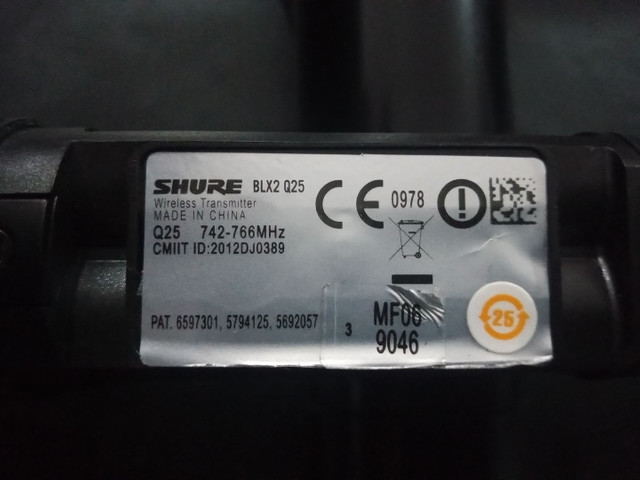 SHURE BLX2 Q25
Wireless Transmitter
MADE IN CHINA
Q25 742-766MHz
CMIIT ID:2012DJ0389
CE 0978
PAT. 6597301, 5794125, 5692057
3
MF06
9046
25